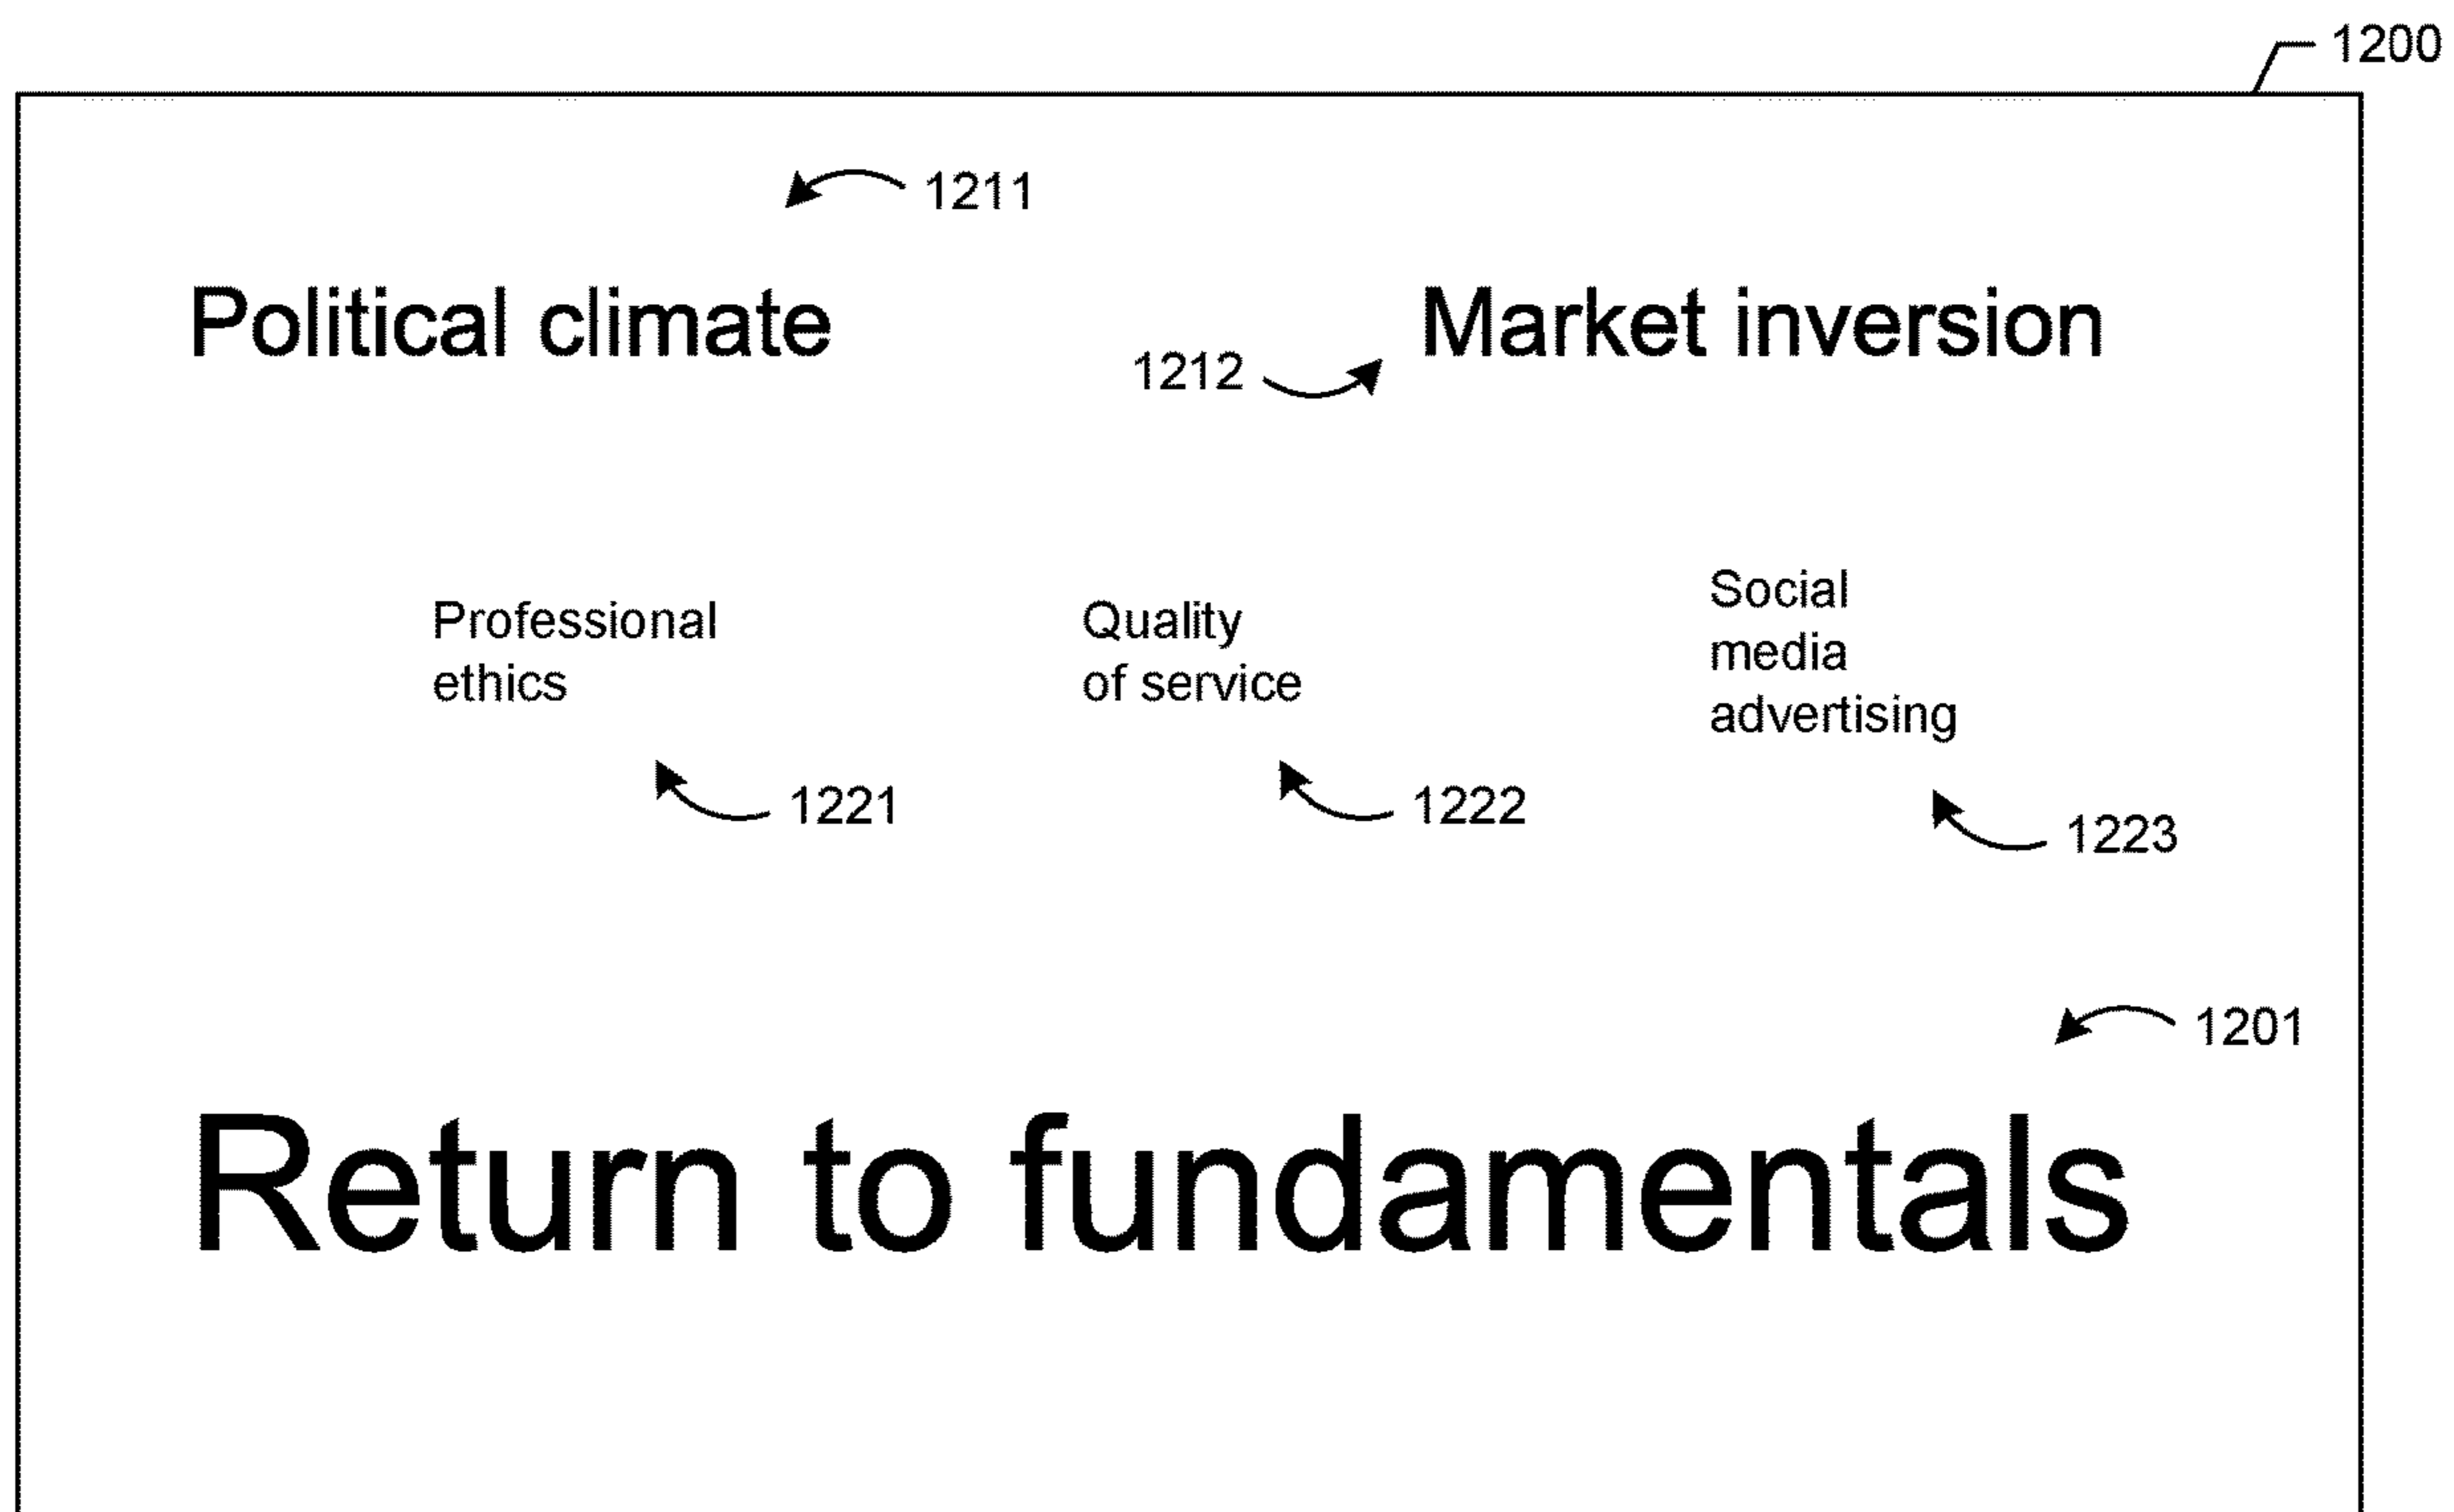 1200
1211
Political climate
Market inversion
1212
Professional
ethics
Quality
of service
Social
media
advertising
1221
1222
1223
1201
Return to fundamentals